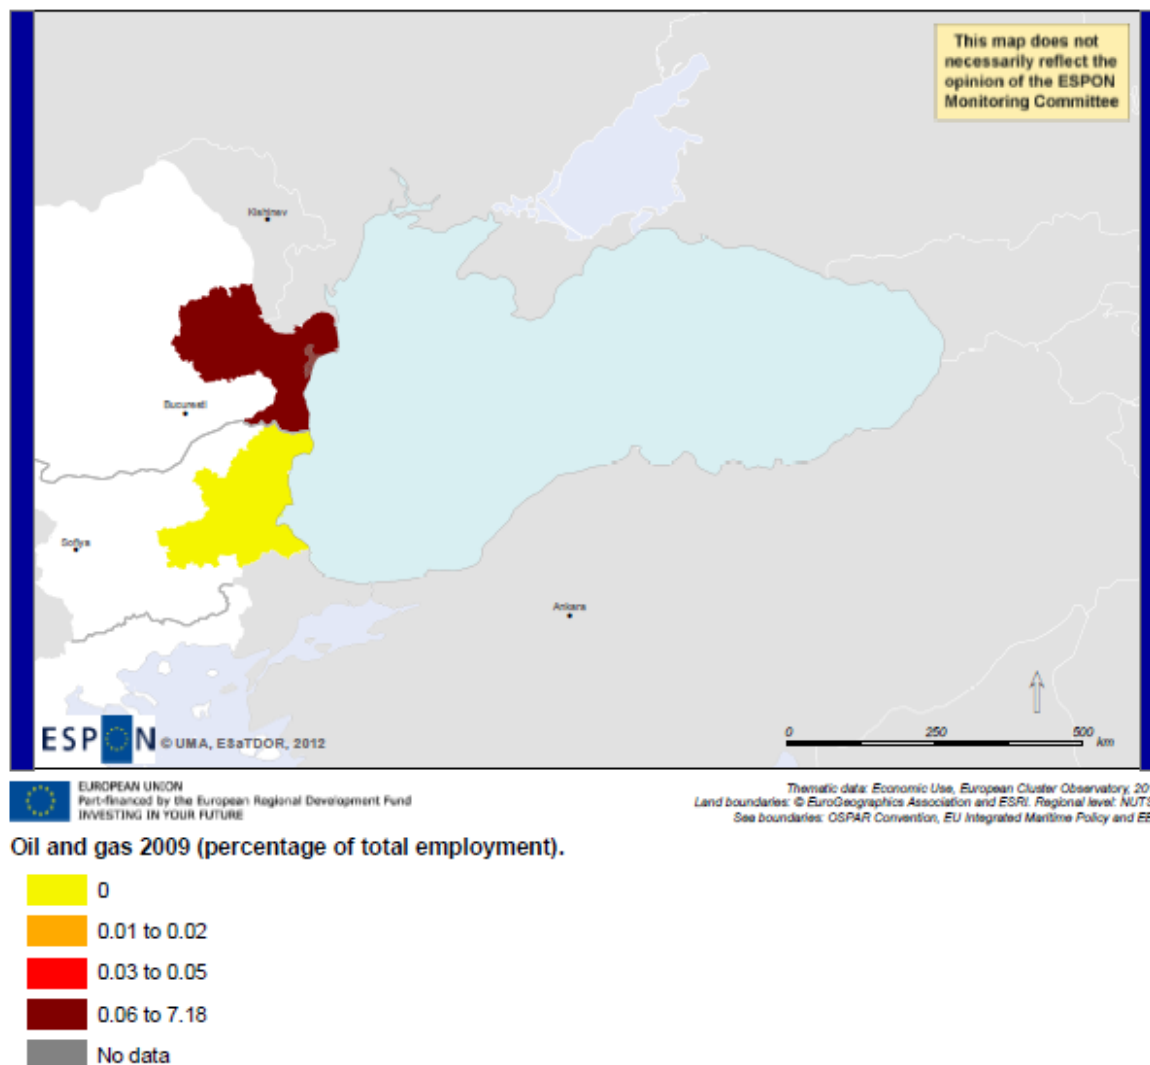 This map does not
necessarily reflect the
opinion of the ESPON
Monitoring Committee
Kishinev
Bucuresti
Sofiya
Ankara
0 250 500
km
ESPON © UMA, ESaTDOR, 2012
EUROPEAN UNION
Part-financed by the European Regional Development Fund
INVESTING IN YOUR FUTURE
Thematic data: Economic Use, European Cluster Observatory, 20
Land boundaries: © EuroGeographics Association and ESRI. Regional level: NUTS
See boundaries: OSPAR Convention, EU Integrated Maritime Policy and
Oil and gas 2009 (percentage of total employment).
0
0.01 to 0.02
0.03 to 0.05
0.06 to 7.18
No data